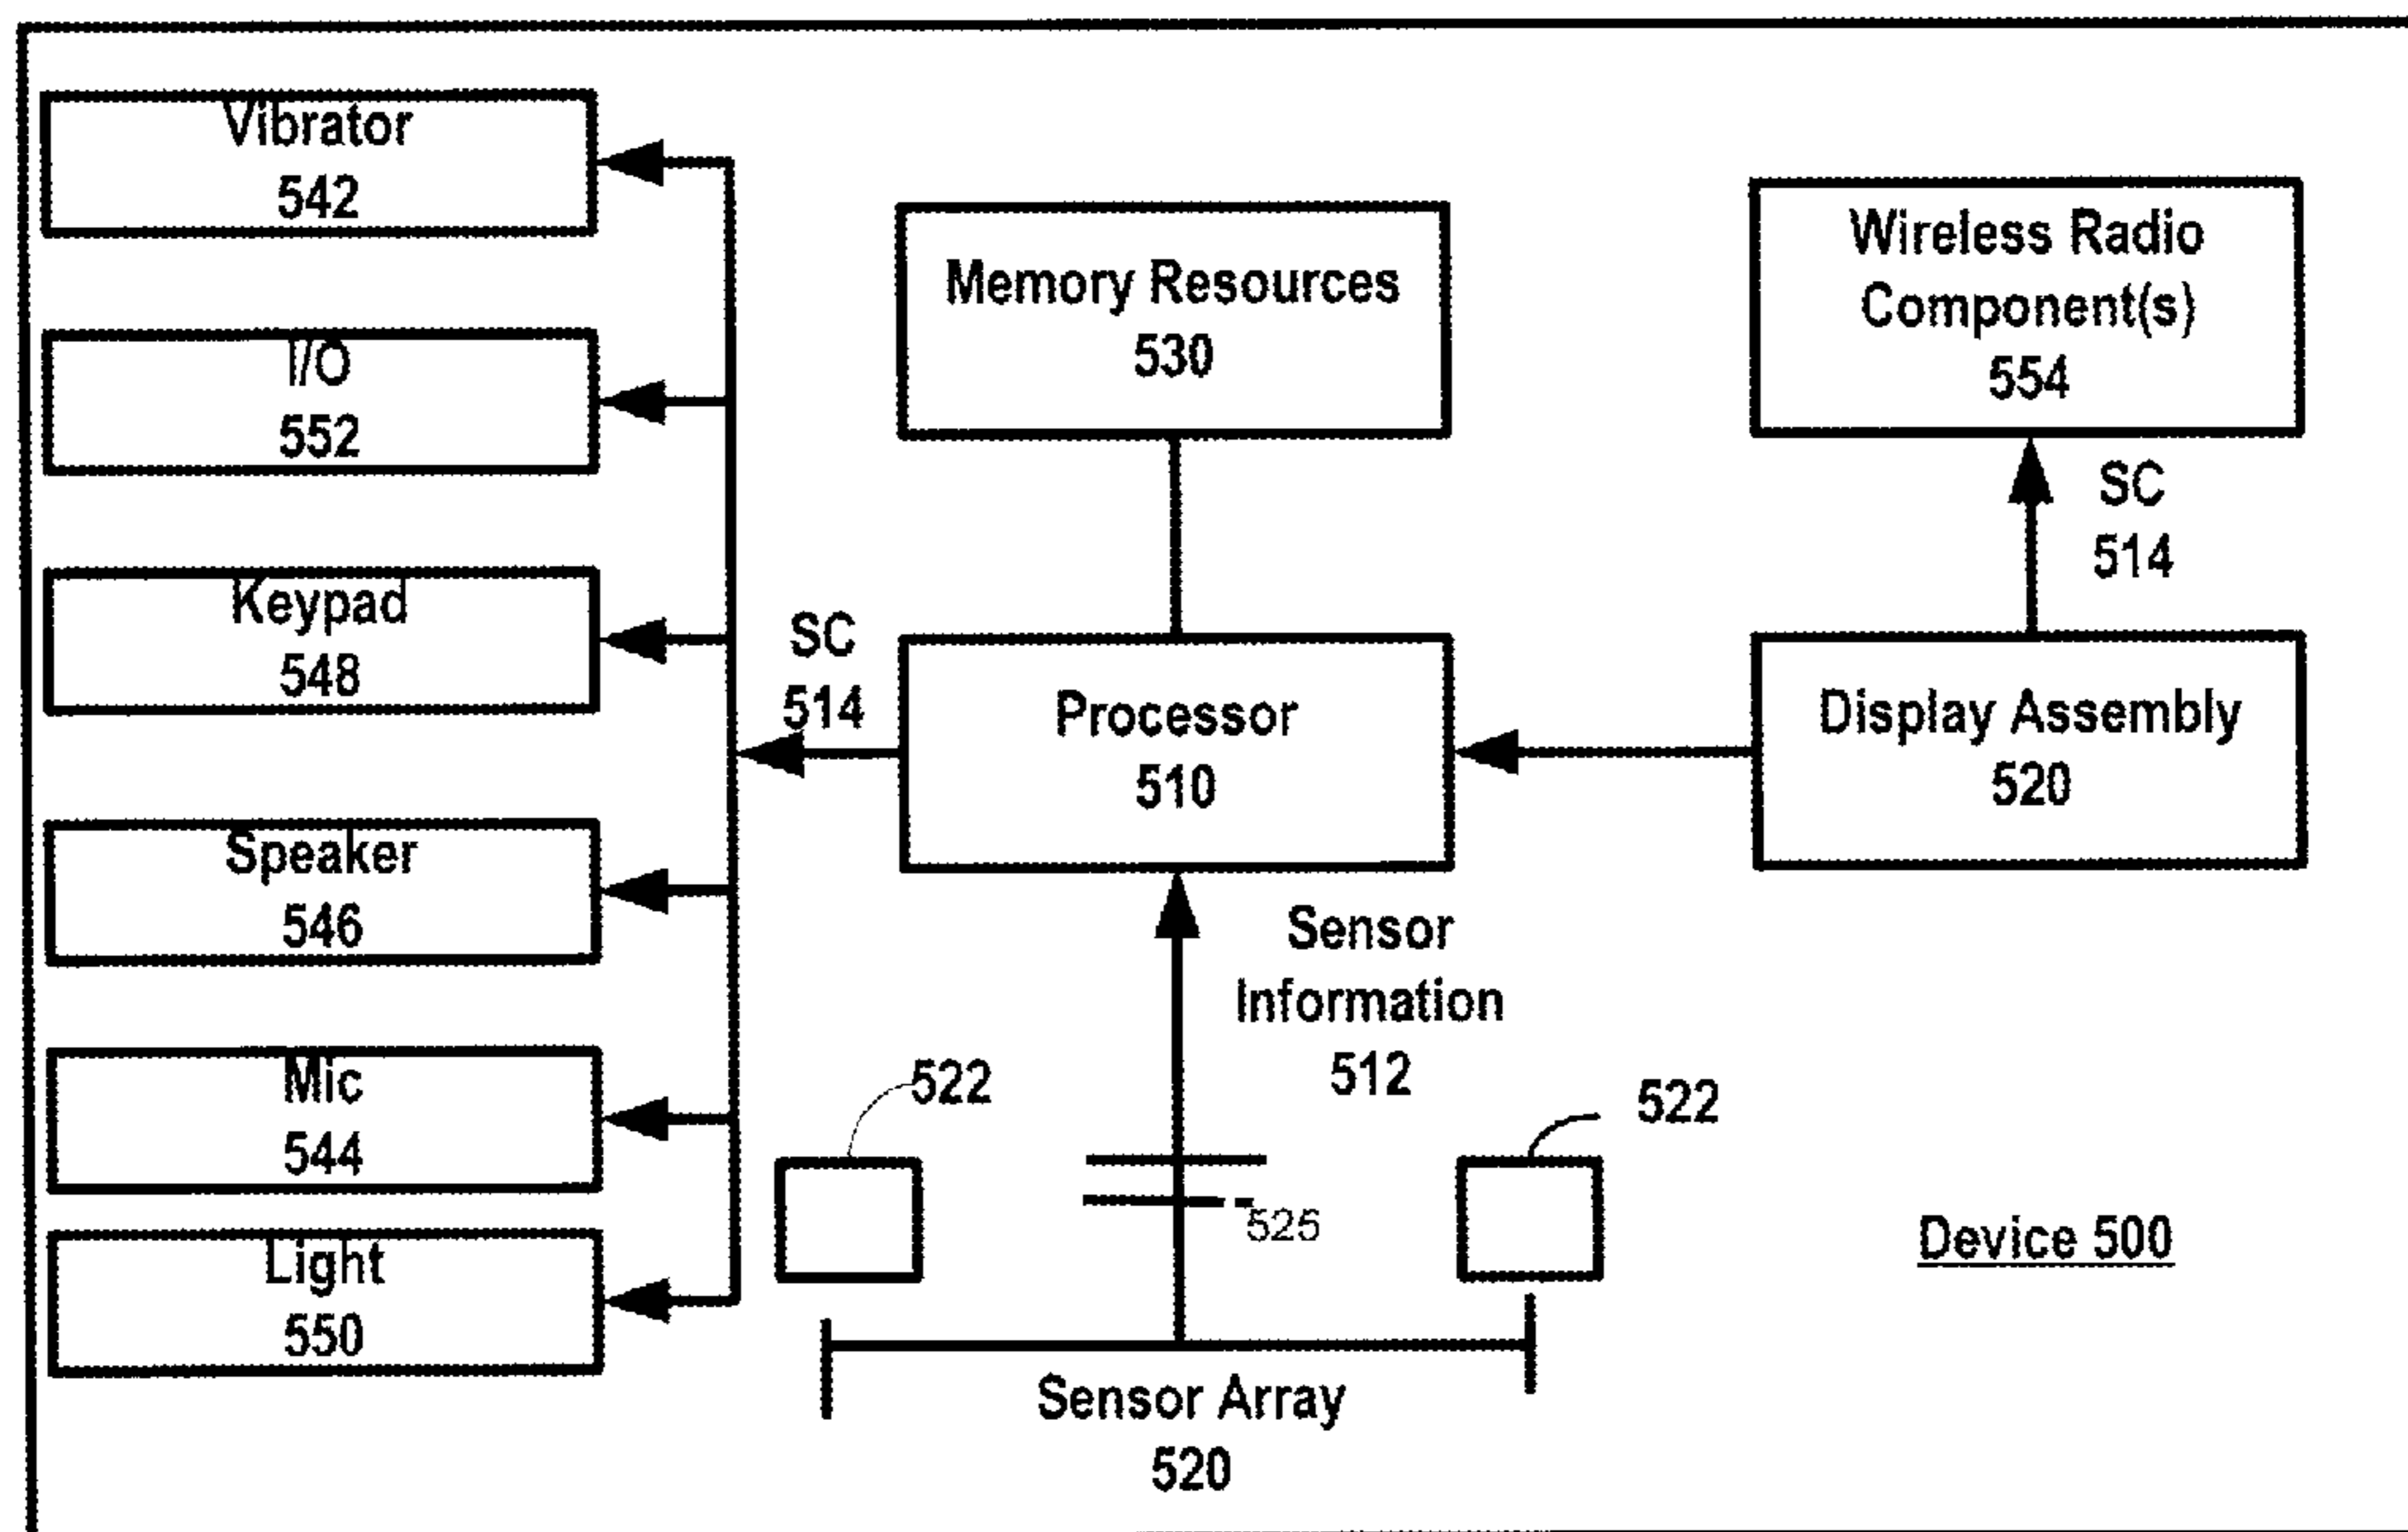 Vibrator
542
I/O
552
Keypad
548
Speaker
546
Mic
544
Light
550
SC
514
Memory Resources
530
Processor
510
Wireless Radio
Component(s)
554
SC
514
Display Assembly
520
Sensor
Information
512
522
525
522
Sensor Array
520
Device 500